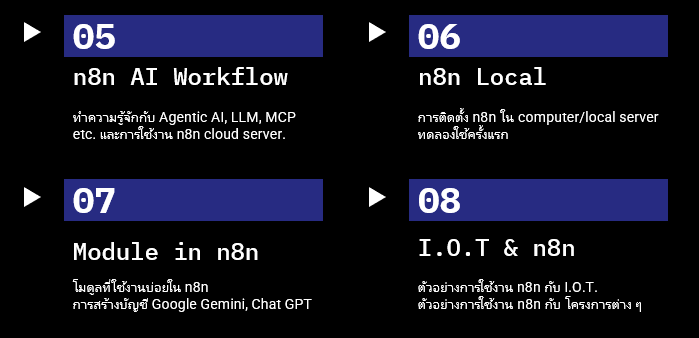 05
n8n AI Workflow
ทำความรู้จักกับ Agentic AI, LLM, MCP
etc. และการใช้งาน n8n cloud server.
06
n8n Local
การติดตั้ง n8n ใน computer/local server
ทดลองใช้ครั้งแรก
07
Module in n8n
โมดูลที่ใช้งานบ่อยใน n8n
การสร้างบัญชี Google Gemini, Chat GPT
08
I.O.T & n8n
ตัวอย่างการใช้งาน n8n กับ I.O.T.
ตัวอย่างการใช้งาน n8n กับ โครงการต่าง ๆ